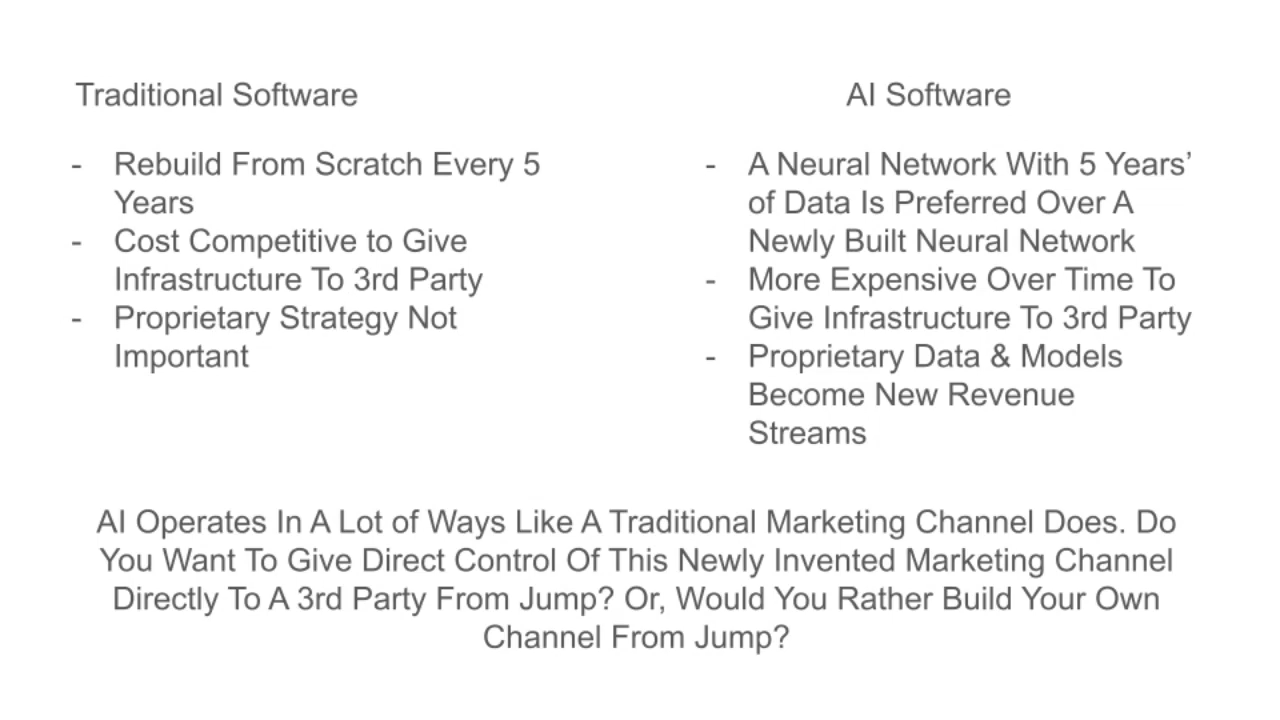 Traditional Software
- Rebuild From Scratch Every 5
Years
- Cost Competitive to Give
Infrastructure To 3rd Party
- Proprietary Strategy Not
Important
AI Software
- A Neural Network With 5 Years’
of Data Is Preferred Over A
Newly Built Neural Network
- More Expensive Over Time To
Give Infrastructure To 3rd Party
- Proprietary Data & Models
Become New Revenue
Streams
AI Operates In A Lot of Ways Like A Traditional Marketing Channel Does. Do
You Want To Give Direct Control Of This Newly Invented Marketing Channel
Directly To A 3rd Party From Jump? Or, Would You Rather Build Your Own
Channel From Jump?